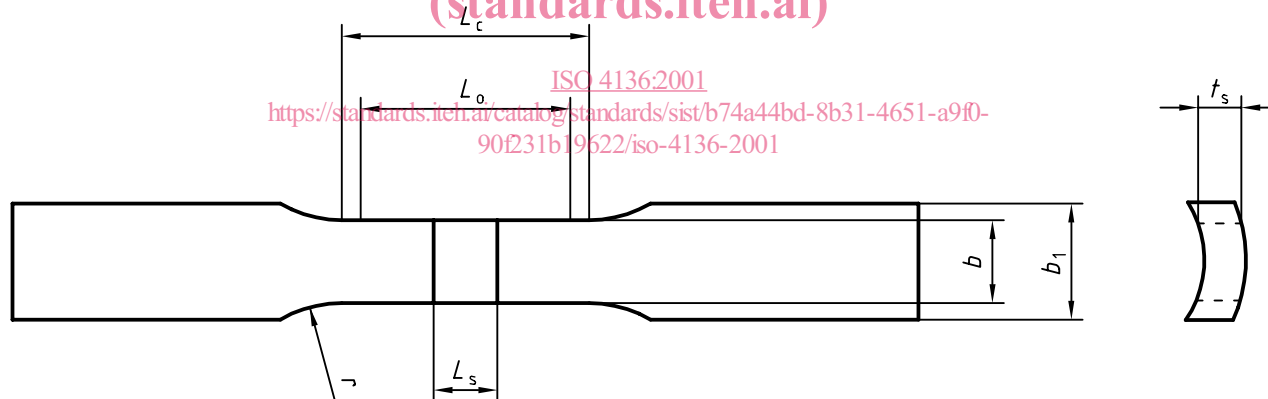 (standards.iteh.ai)
Lc
ISO 4136:2001
Lo
ts
https://standards.iteh.ai/catalog/standards/sist/b74a44bd-8b31-4651-a9f0-
90f231b19622/iso-4136-2001
b
b1
Ls
r